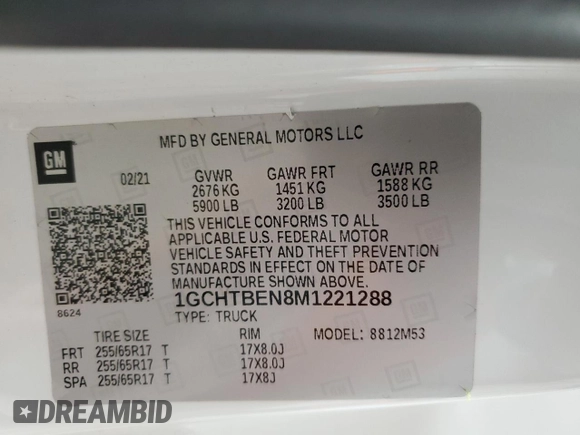 MFD BY GENERAL MOTORS LLC
GM
02/21 GVWR GAWR FRT GAWR RR
2676 KG 1451 KG 1588 KG
5900 LB 3200 LB 3500 LB
THIS VEHICLE CONFORMS TO ALL
APPLICABLE U.S. FEDERAL MOTOR
VEHICLE SAFETY AND THEFT PREVENTION
STANDARDS IN EFFECT ON THE DATE OF
MANUFACTURE SHOWN ABOVE.
8624
1GCHTBEN8M1221288
TYPE: TRUCK
TIRE SIZE RIM MODEL: 8812M53
FRT 255/65R17 T 17X8.0J
RR 255/65R17 T 17X8.0J
SPA 255/65R17 T 17X8J
DREAMBID